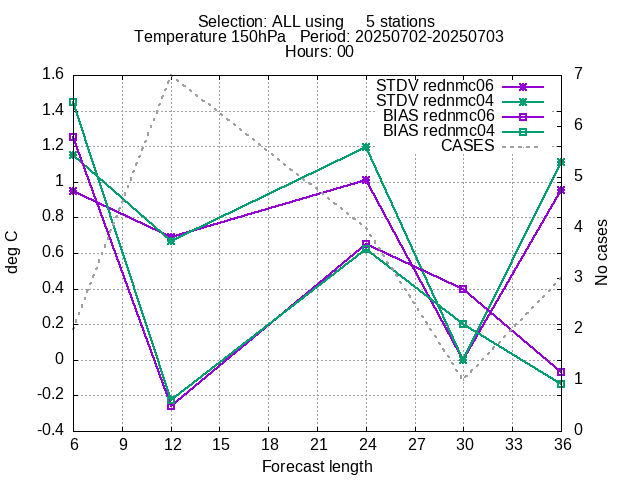 Selection: ALL using     5 stations
Temperature 150hPa   Period: 20250702-20250703
Hours: 00
STDV rednmc06
STDV rednmc04
BIAS rednmc06
BIAS rednmc04
CASES
1.6
1.4
1.2
1
0.8
0.6
0.4
0.2
0
-0.2
-0.4
deg C
7
6
5
4
3
2
1
0
No cases
6 9 12 15 18 21 24 27 30 33 36
Forecast length